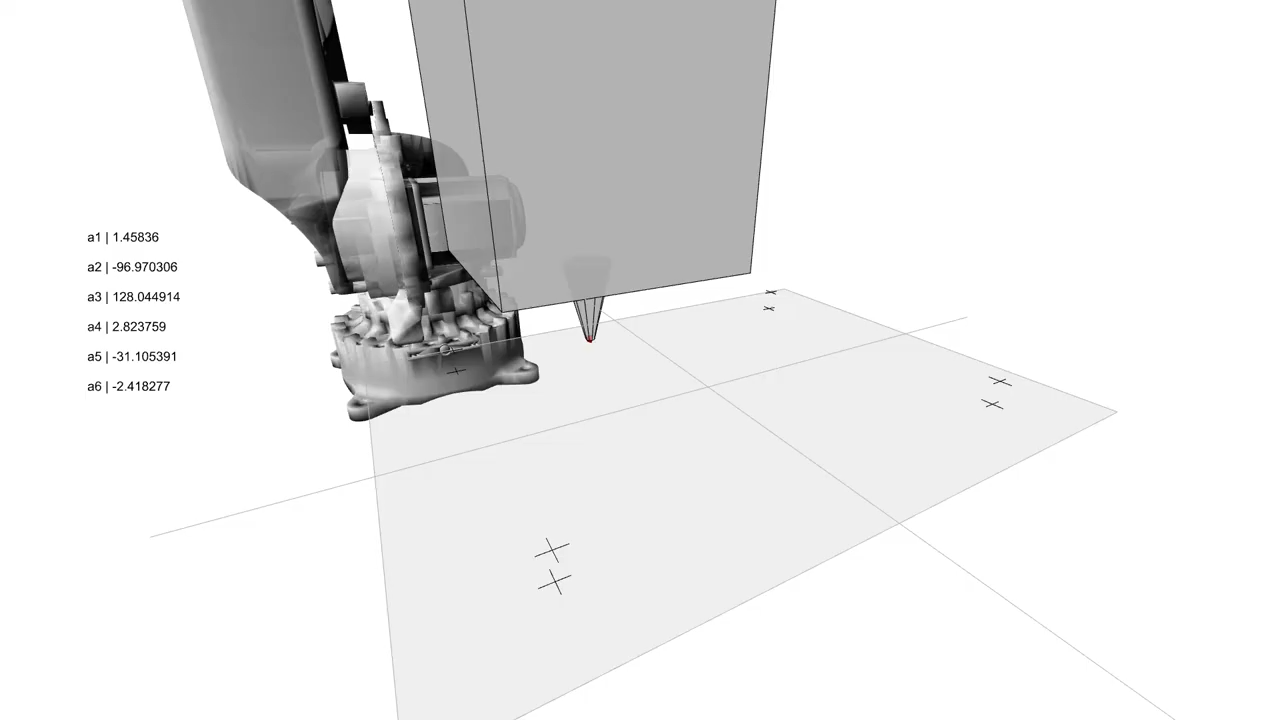 a1 | 1.45836
a2 | -96.970306
a3 | 128.044914
a4 | 2.823759
a5 | -31.105391
a6 | -2.418277